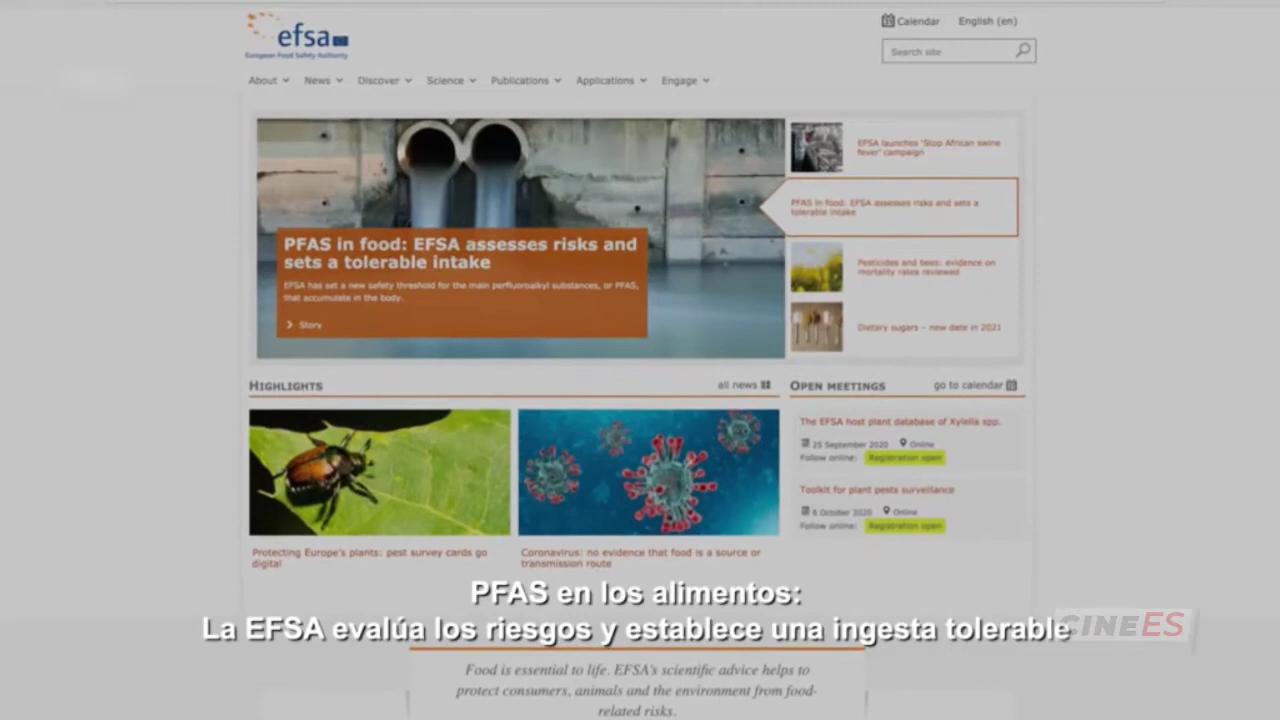 efsa
European Food Safety Authority
Calendar
English (en)
Search site
About
News
Discover
Science
Publications
Applications
Engage
PFAS in food: EFSA assesses risks and
sets a tolerable intake
EFSA has set a new safety threshold for the main perfluoroalkyl substances, or PFAS,
that accumulate in the body.
Story
EFSA launches 'Stop African swine
fever' campaign
PFAS in food: EFSA assesses risks and sets a
tolerable intake
Pesticides and bees: evidence on
mortality rates reviewed
Dietary sugars – new date in 2021
HIGHLIGHTS
all news
Protecting Europe's plants: pest survey cards go
digital
Coronavirus: no evidence that food is a source or
transmission route
OPEN MEETINGS
go to calendar
The EFSA host plant database of Xylella spp.
25 September 2020 Online
Follow online: Registration open
Toolkit for plant pests surveillance
6 October 2020 Online
Follow online: Registration open
PFAS en los alimentos:
La EFSA evalúa los riesgos y establece una ingesta tolerable
CINEES
Food is essential to life. EFSA's scientific advice helps to
protect consumers, animals and the environment from food-
related risks.